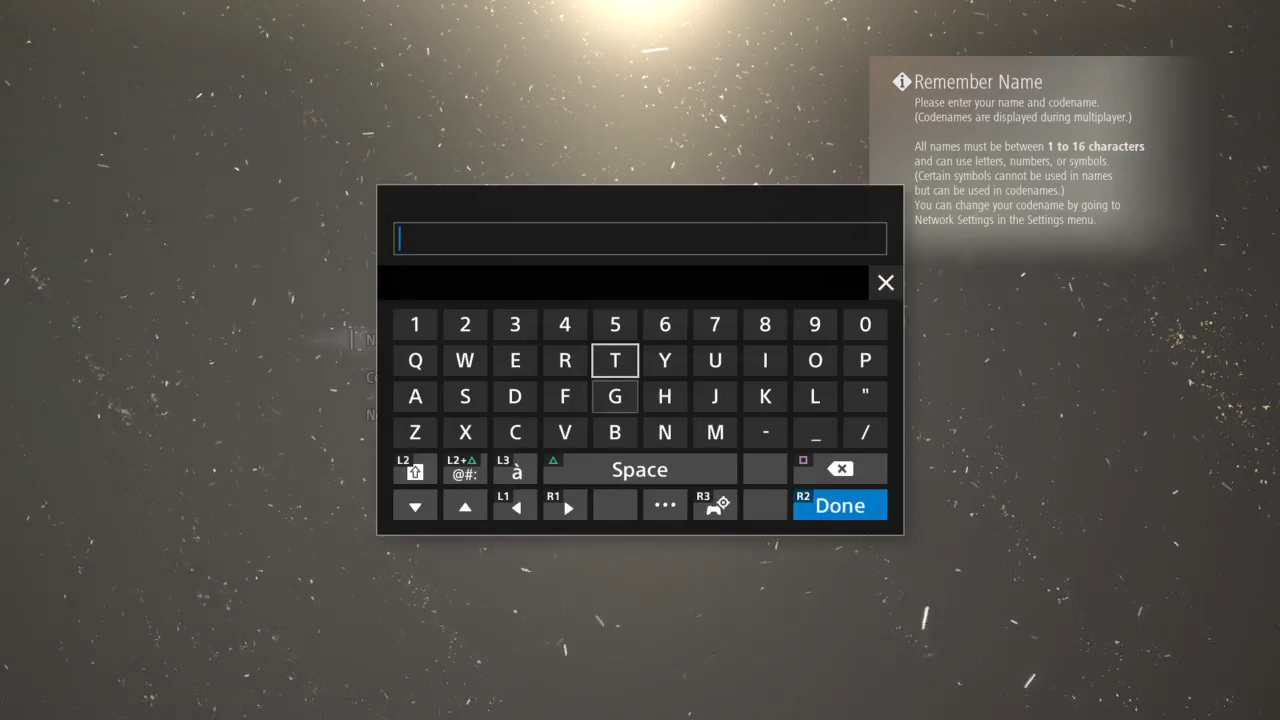 Remember Name
Please enter your name and codename.
(Codenames are displayed during multiplayer.)
All names must be between 1 to 16 characters
and can use letters, numbers, or symbols.
(Certain symbols cannot be used in names
but can be used in codenames.)
You can change your codename by going to
Network Settings in the Settings menu.
1 2 3 4 5 6 7 8 9 0
Q W E R T Y U I O P
A S D F G H J K L "
Z X C V B N M - _ /
L2 L2+△ @#: L3 à △ Space □
L1 R1 ... R3 R2 Done